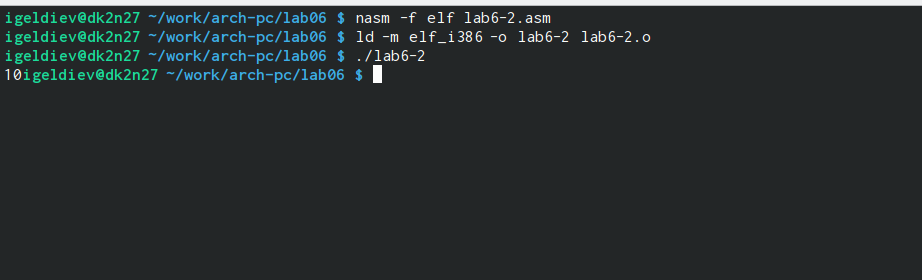 igeldiev@dk2n27 ~/work/arch-pc/lab06 $ nasm -f elf lab6-2.asm
igeldiev@dk2n27 ~/work/arch-pc/lab06 $ ld -m elf_i386 -o lab6-2 lab6-2.o
igeldiev@dk2n27 ~/work/arch-pc/lab06 $ ./lab6-2
10igeldiev@dk2n27 ~/work/arch-pc/lab06 $